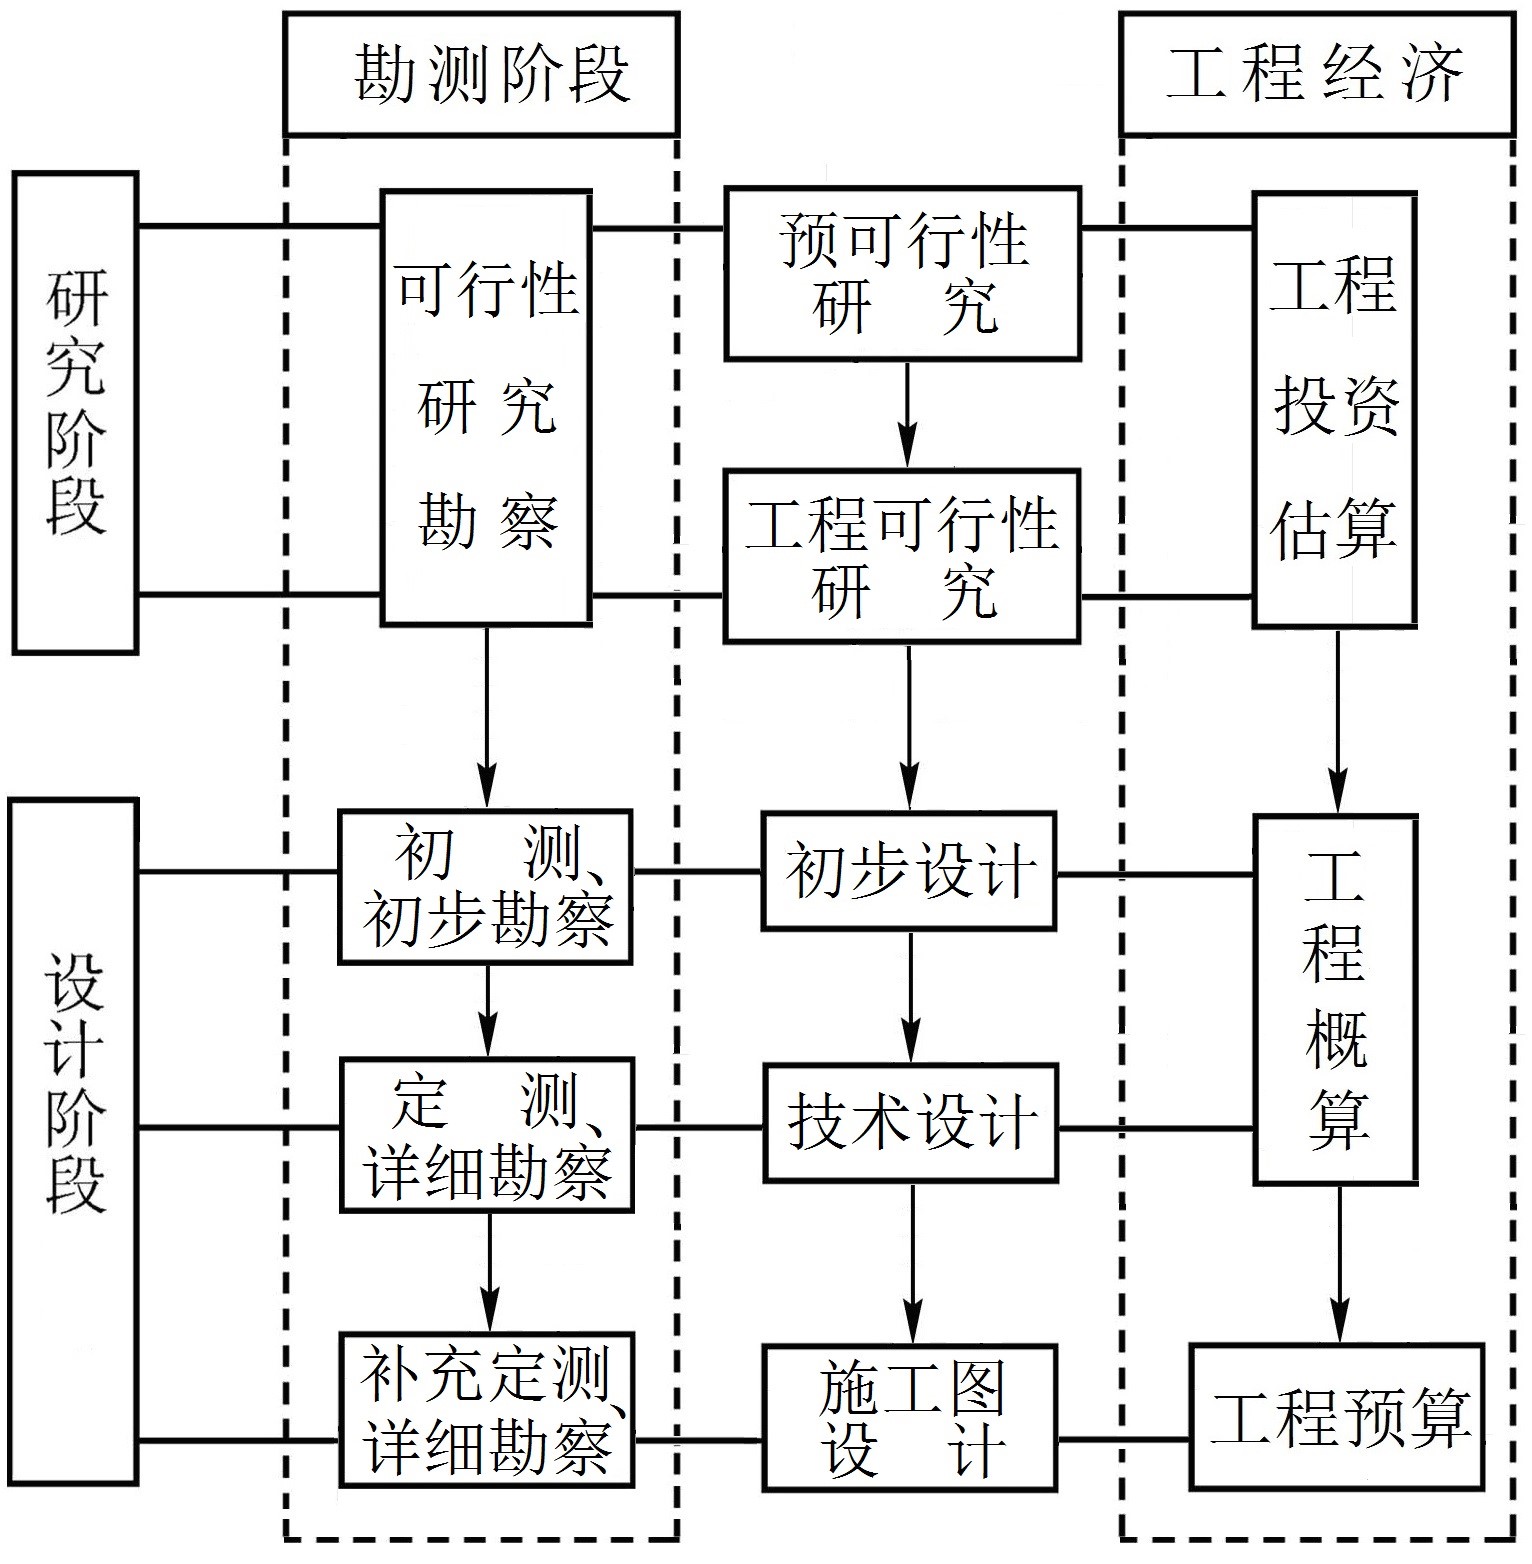 勘测阶段
工程经济
研究阶段
可行性
研究
勘察
预可行性
研究
工程
投资
估算
工程可行性
研究
设计阶段
初测、
初步勘察
初步设计
工程概算
定测、
详细勘察
技术设计
补充定测、
详细勘察
施工图
设计
工程预算